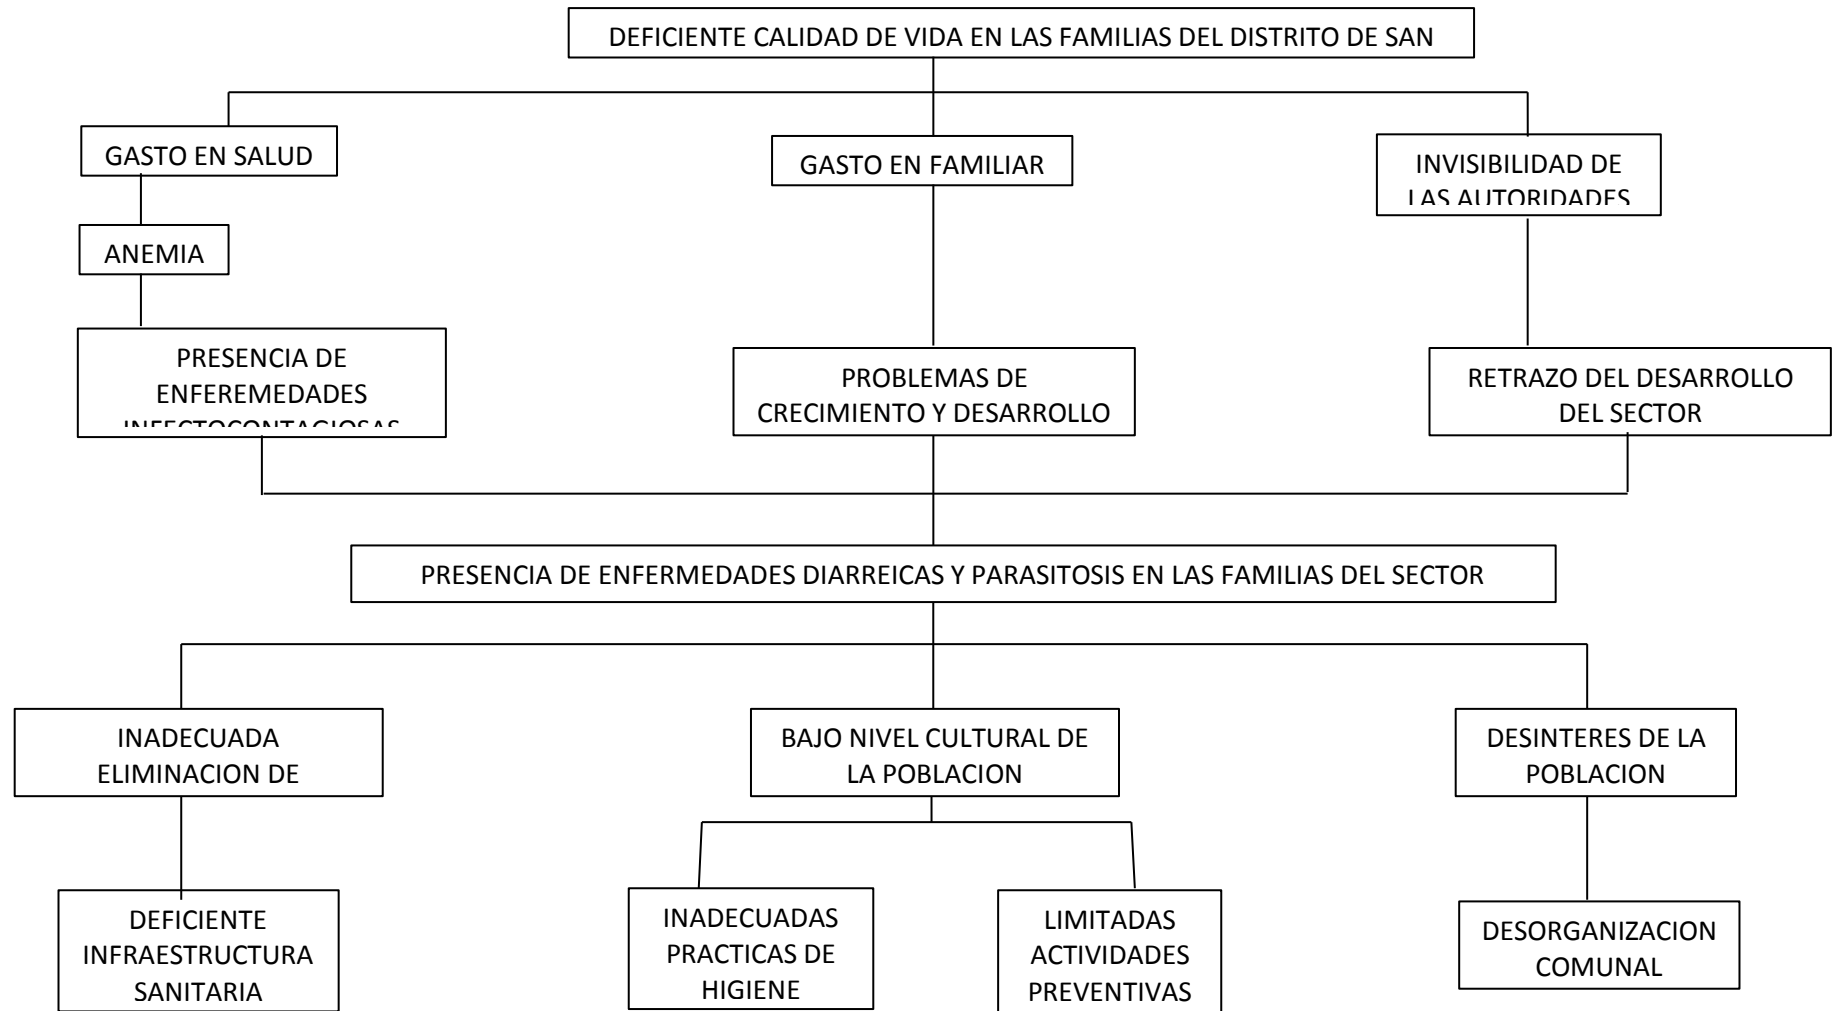 DEFICIENTE CALIDAD DE VIDA EN LAS FAMILIAS DEL DISTRITO DE SAN
GASTO EN SALUD
GASTO EN FAMILIAR
INVISIBILIDAD DE
LAS AUTORIDADES
ANEMIA
PRESENCIA DE
ENFEREMEDADES
INFECTOCONTAGIOSAS
PROBLEMAS DE
CRECIMIENTO Y DESARROLLO
RETRAZO DEL DESARROLLO
DEL SECTOR
PRESENCIA DE ENFERMEDADES DIARREICAS Y PARASITOSIS EN LAS FAMILIAS DEL SECTOR
INADECUADA
ELIMINACION DE
BAJO NIVEL CULTURAL DE
LA POBLACION
DESINTERES DE LA
POBLACION
DEFICIENTE
INFRAESTRUCTURA
SANITARIA
INADECUADAS
PRACTICAS DE
HIGIENE
LIMITADAS
ACTIVIDADES
PREVENTIVAS
DESORGANIZACION
COMUNAL